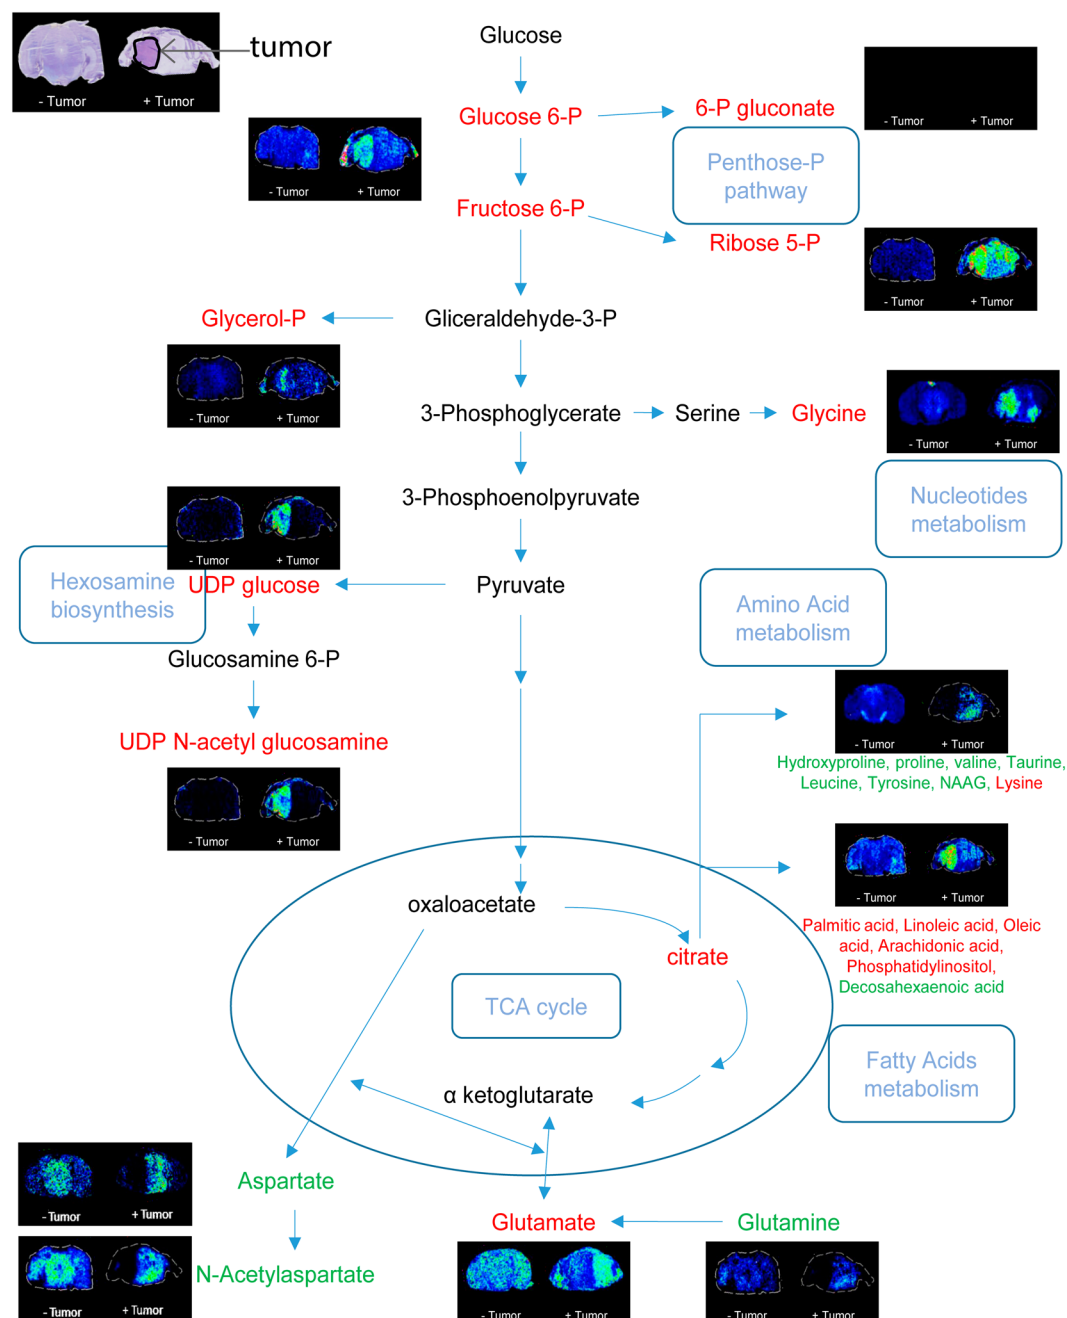 tumor
- Tumor
+ Tumor
Glucose
Glucose 6-P
6-P gluconate
- Tumor
+ Tumor
- Tumor
+ Tumor
Penthose-P
pathway
Fructose 6-P
Ribose 5-P
- Tumor
+ Tumor
Glycerol-P
Gliceraldehyde-3-P
- Tumor
+ Tumor
3-Phosphoglycerate
Serine
Glycine
- Tumor
+ Tumor
3-Phosphoenolpyruvate
Nucleotides
metabolism
- Tumor
+ Tumor
Hexosamine
biosynthesis
UDP glucose
Pyruvate
Amino Acid
metabolism
Glucosamine 6-P
UDP N-acetyl glucosamine
- Tumor
+ Tumor
Hydroxyproline, proline, valine, Taurine,
Leucine, Tyrosine, NAAG, Lysine
- Tumor
+ Tumor
- Tumor
+ Tumor
oxaloacetate
citrate
Palmitic acid, Linoleic acid, Oleic
acid, Arachidonic acid,
Phosphatidylinositol,
Decosahexaenoic acid
TCA cycle
Fatty Acids
metabolism
α ketoglutarate
Aspartate
- Tumor
+ Tumor
Glutamate
Glutamine
N-Acetylaspartate
- Tumor
+ Tumor
- Tumor
+ Tumor
- Tumor
+ Tumor